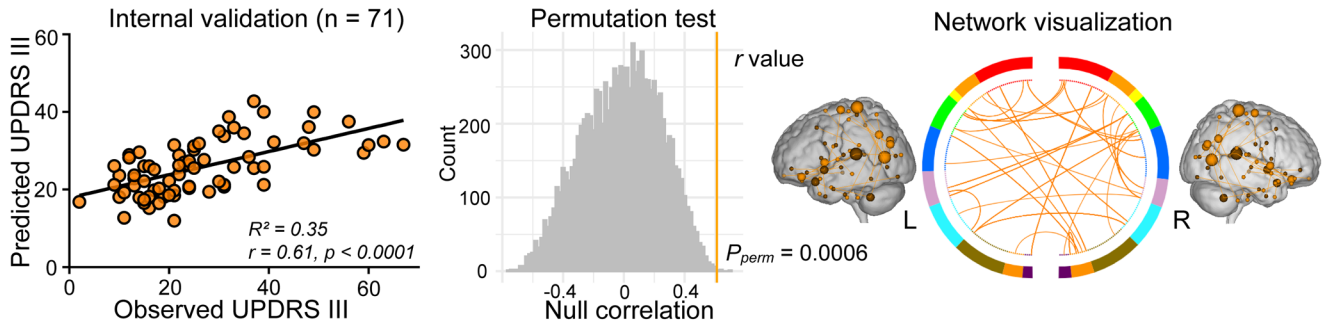 Internal validation (n = 71)
Predicted UPDRS III
60
40
20
0
R² = 0.35
r = 0.61, p < 0.0001
0
20
40
60
Observed UPDRS III
Permutation test
Count
300
200
100
0
r value
P_perm = 0.0006
-0.4
0
0.4
Null correlation
Network visualization
L
R